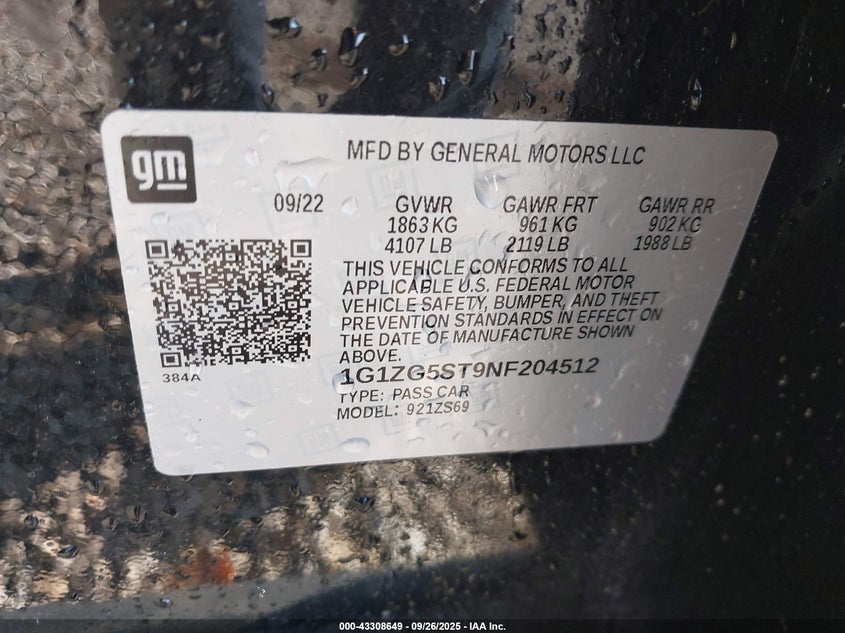 gm
MFD BY GENERAL MOTORS LLC
09/22 GVWR GAWR FRT GAWR RR
1863 KG 961 KG 902 KG
4107 LB 2119 LB 1988 LB
THIS VEHICLE CONFORMS TO ALL
APPLICABLE U.S. FEDERAL MOTOR
VEHICLE SAFETY, BUMPER, AND THEFT
PREVENTION STANDARDS IN EFFECT ON
THE DATE OF MANUFACTURE SHOWN
ABOVE.
384A
1G1ZG5ST9NF204512
TYPE: PASS CAR
MODEL: 921ZS69
000-43308649 - 09/26/2025 - IAA Inc.